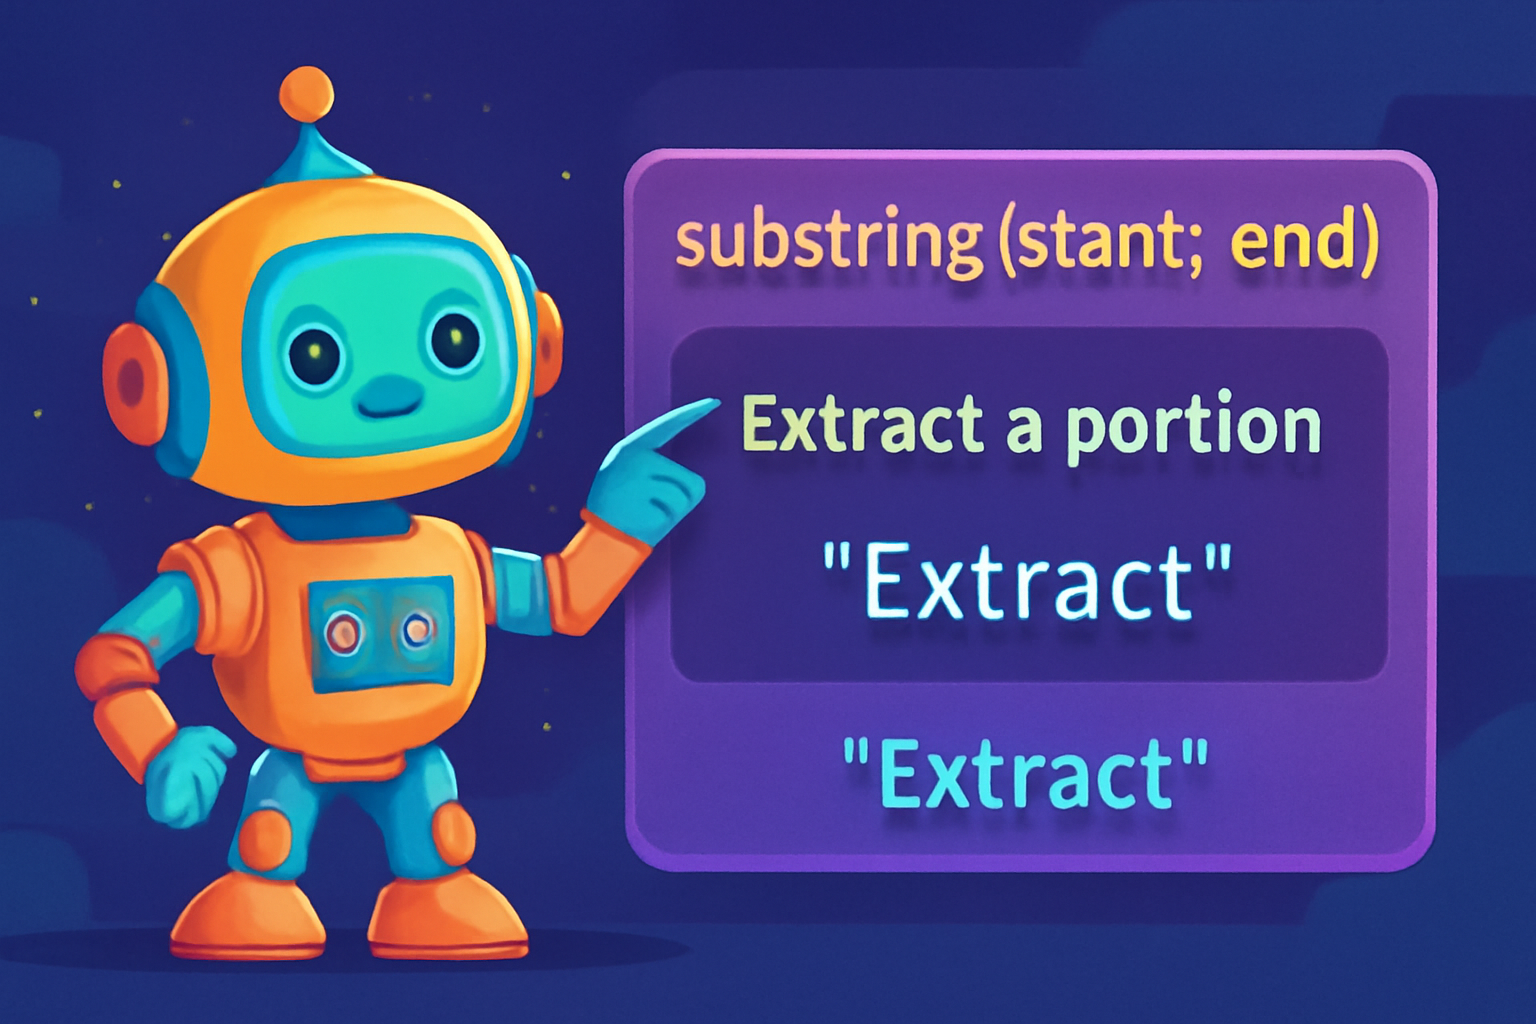 substring (stant; end)
Extract a portion
"Extract"
"Extract"